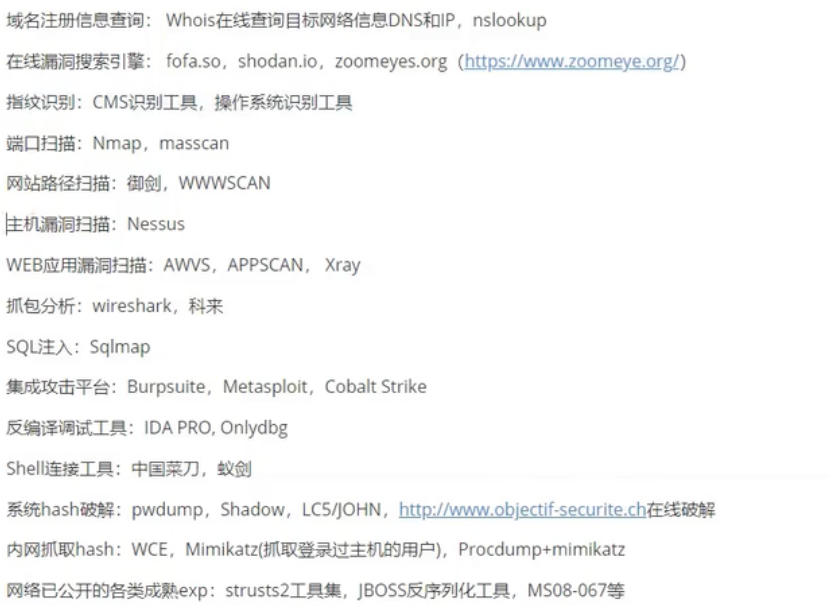 域名注册信息查询： Whois在线查询目标网络信息DNS和IP，nslookup
在线漏洞搜索引擎： fofa.so，shodan.io，zoomeyes.org（https://www.zoomeye.org/）
指纹识别：CMS识别工具，操作系统识别工具
端口扫描：Nmap，masscan
网站路径扫描：御剑，WWWSCAN
主机漏洞扫描：Nessus
WEB应用漏洞扫描：AWVS，APPSCAN， Xray
抓包分析：wireshark，科来
SQL注入：Sqlmap
集成攻击平台：Burpsuite，Metasploit，Cobalt Strike
反编译调试工具：IDA PRO, Onlydbg
Shell连接工具：中国菜刀，蚁剑
系统hash破解：pwdump，Shadow，LC5/JOHN，http://www.objectif-securite.ch在线破解
内网抓取hash：WCE，Mimikatz(抓取登录过主机的用户)，Procdump+mimikatz
网络已公开的各类成熟exp：strusts2工具集，JBOSS反序列化工具，MS08-067等